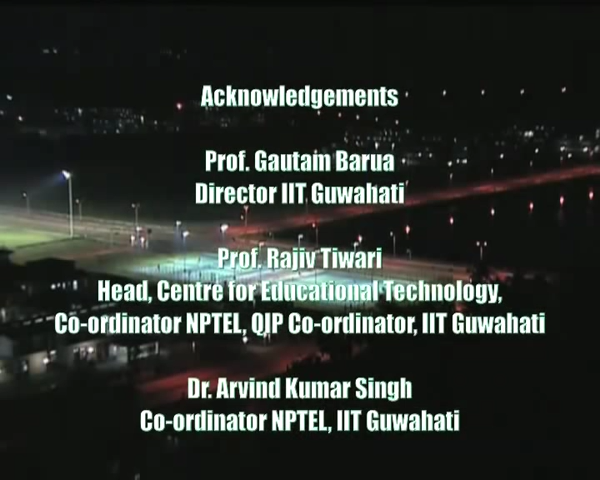 Acknowledgements
Prof. Gautam Barua
Director IIT Guwahati
Prof. Rajiv Tiwari
Head, Centre for Educational Technology,
Co-ordinator NPTEL, QIP Co-ordinator, IIT Guwahati
Dr. Arvind Kumar Singh
Co-ordinator NPTEL, IIT Guwahati